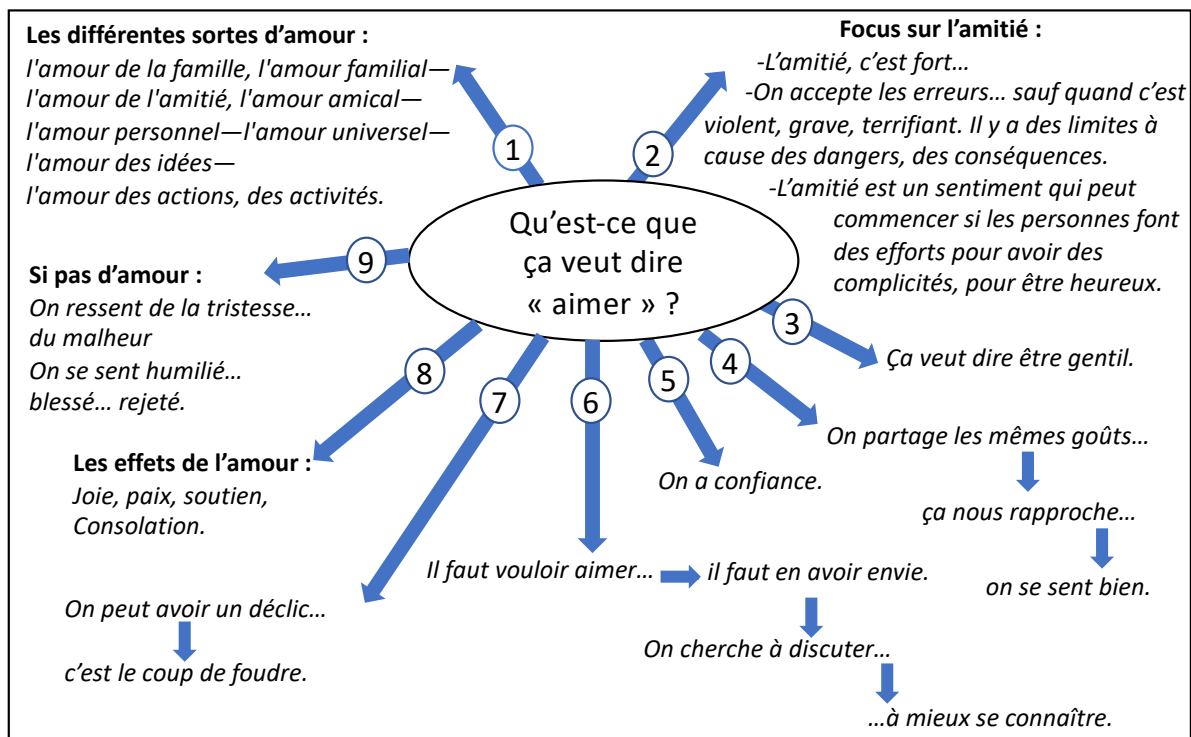 Les différentes sortes d'amour :
l'amour de la famille, l'amour familial—
l'amour de l'amitié, l'amour amical—
l'amour personnel—l'amour universel—
l'amour des idées—
l'amour des actions, des activités.
1
Focus sur l'amitié :
-L'amitié, c'est fort…
-On accepte les erreurs… sauf quand c'est
violent, grave, terrifiant. Il y a des limites à
cause des dangers, des conséquences.
-L'amitié est un sentiment qui peut
commencer si les personnes font
des efforts pour avoir des
complicités, pour être heureux.
2
Qu'est-ce que
ça veut dire
« aimer » ?
3
Ça veut dire être gentil.
4
On partage les mêmes goûts…
ça nous rapproche…
on se sent bien.
5
On a confiance.
6
Il faut vouloir aimer…
il faut en avoir envie.
On cherche à discuter…
…à mieux se connaître.
7
On peut avoir un déclic…
c'est le coup de foudre.
8
Les effets de l'amour :
Joie, paix, soutien,
Consolation.
9
Si pas d'amour :
On ressent de la tristesse…
du malheur
On se sent humilié…
blessé… rejeté.